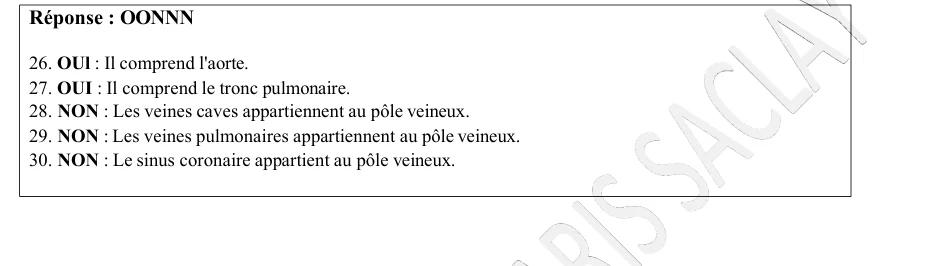 Réponse : OONNN
26. OUI : Il comprend l'aorte.
27. OUI : Il comprend le tronc pulmonaire.
28. NON : Les veines caves appartiennent au pôle veineux.
29. NON : Les veines pulmonaires appartiennent au pôle veineux.
30. NON : Le sinus coronaire appartient au pôle veineux.
RIS SACLAY